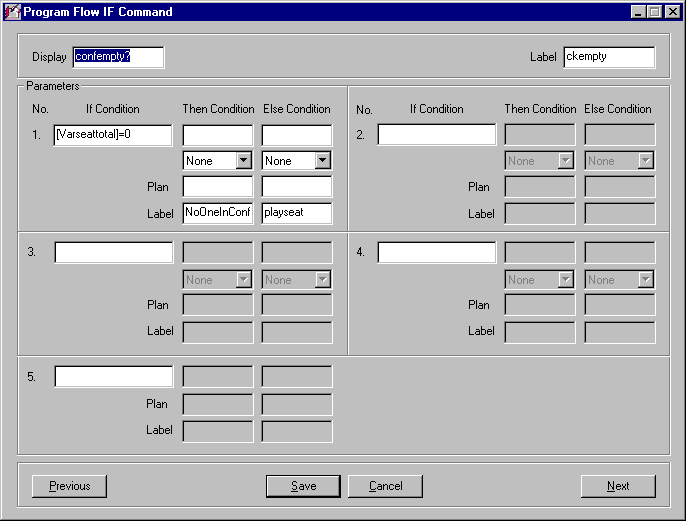 Program Flow IF Command
Display confempty? Label ckempty
Parameters
No. If Condition Then Condition Else Condition No. If Condition Then Condition Else Condition
1. [Varseattotal]=0 2.
None None None None
Plan Plan
Label NoOneInConf playseat Label
3. 4.
None None None None
Plan Plan
Label Label
5.
Plan
Label
Previous Save Cancel Next